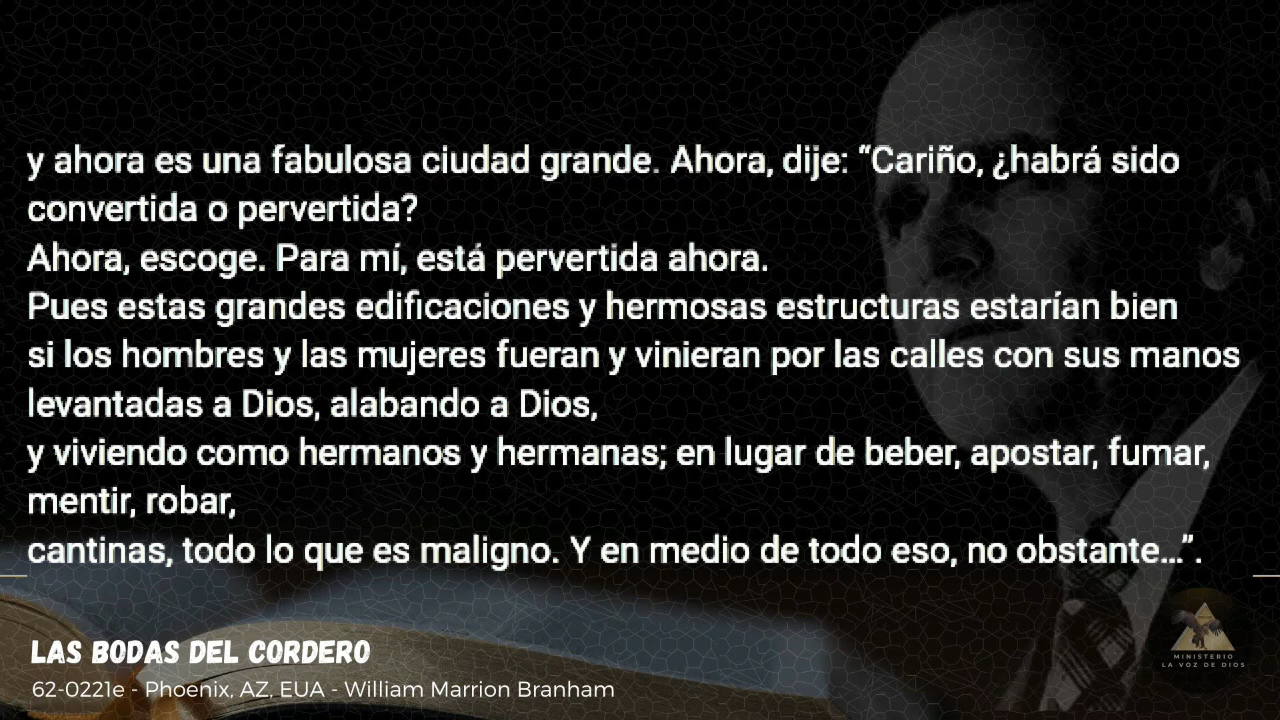 y ahora es una fabulosa ciudad grande. Ahora, dije: “Cariño, ¿habrá sido
convertida o pervertida?
Ahora, escoge. Para mí, está pervertida ahora.
Pues estas grandes edificaciones y hermosas estructuras estarían bien
si los hombres y las mujeres fueran y vinieran por las calles con sus manos
levantadas a Dios, alabando a Dios,
y viviendo como hermanos y hermanas; en lugar de beber, apostar, fumar,
mentir, robar,
cantinas, todo lo que es maligno. Y en medio de todo eso, no obstante…”.
LAS BODAS DEL CORDERO
62-0221e - Phoenix, AZ, EUA - William Marrion Branham
MINISTERIO
LA VOZ DE DIOS